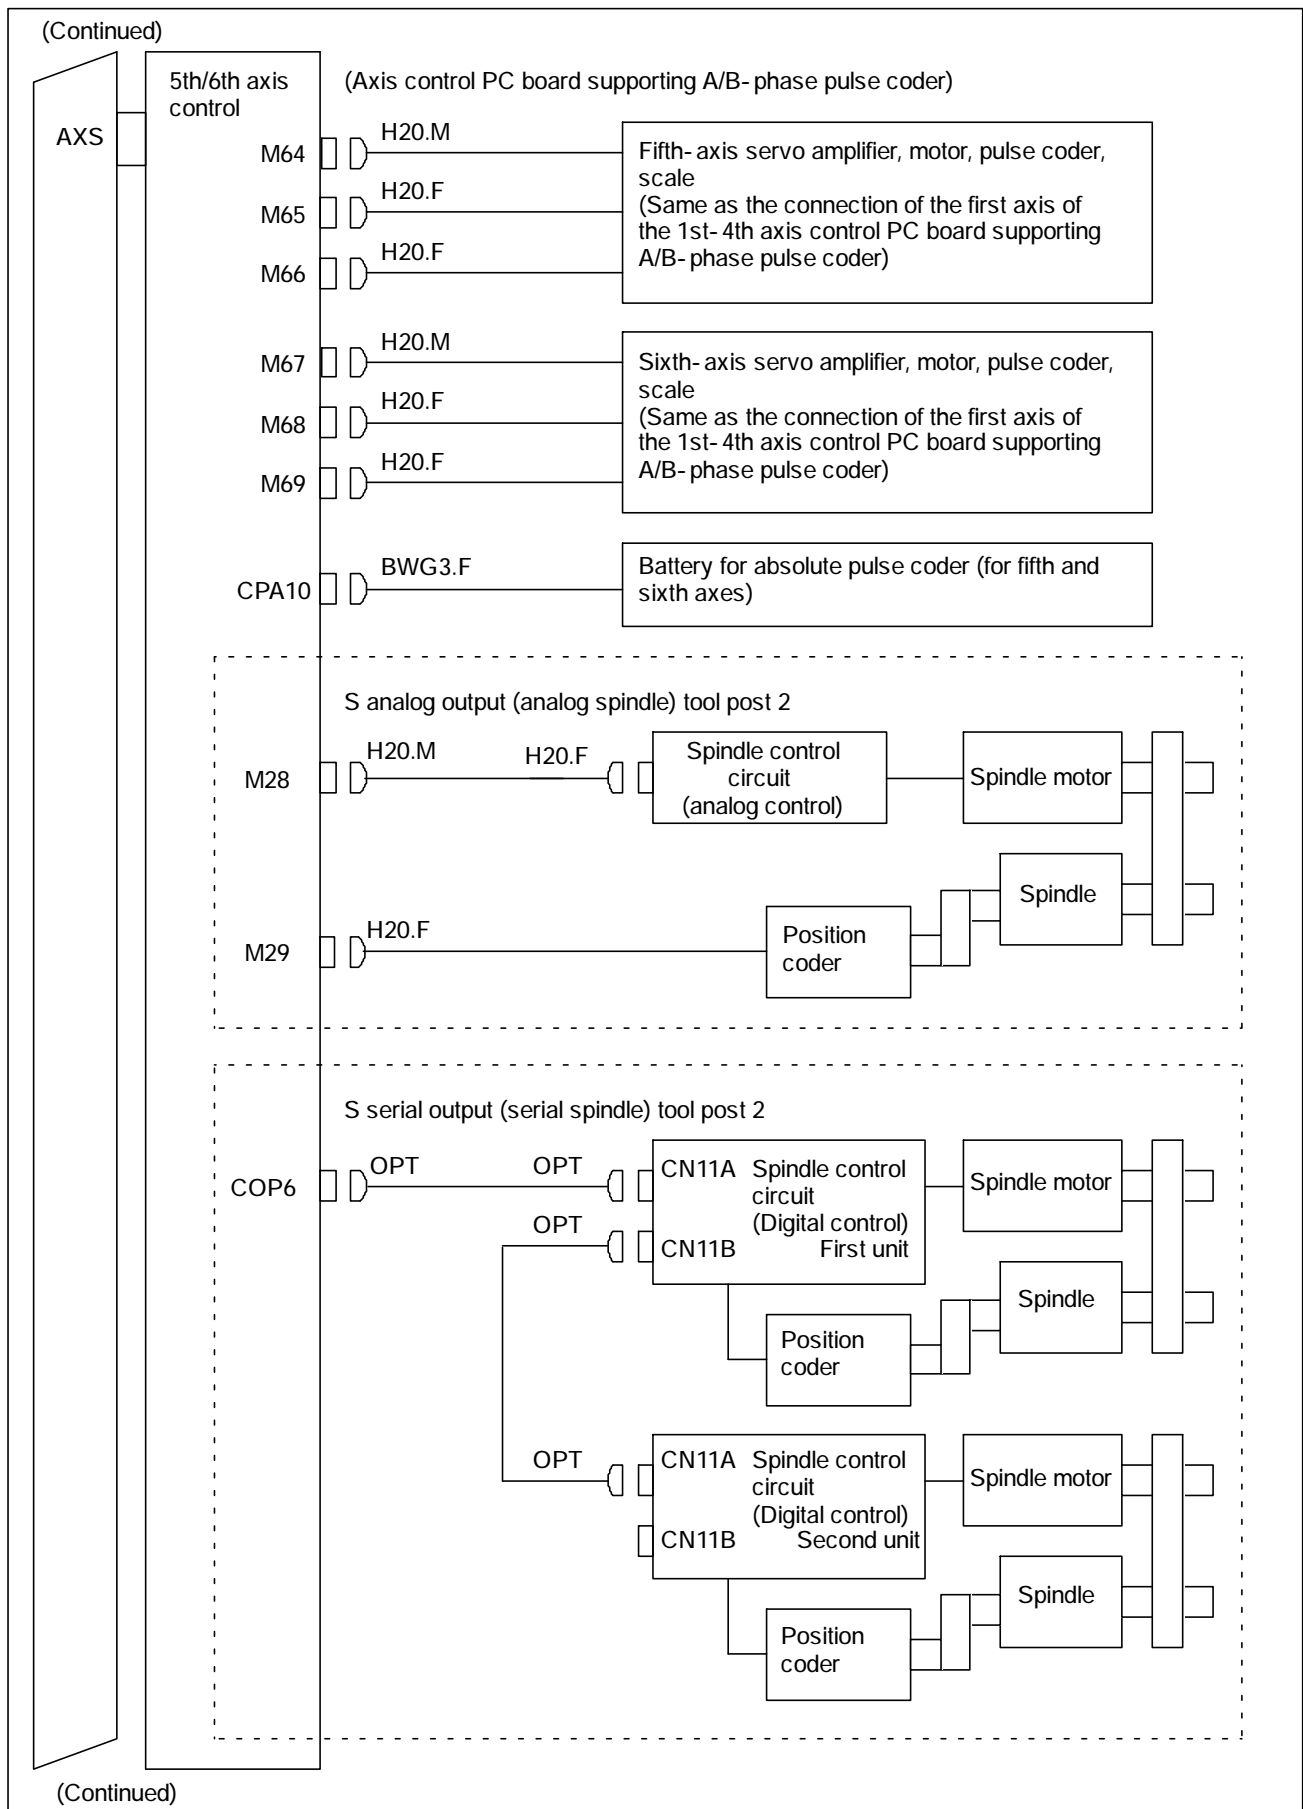 (Continued)
5th/6th axis
control
(Axis control PC board supporting A/B-phase pulse coder)
AXS
M64
H20.M
Fifth-axis servo amplifier, motor, pulse coder,
scale
(Same as the connection of the first axis of
the 1st-4th axis control PC board supporting
A/B-phase pulse coder)
M65
H20.F
M66
H20.F
M67
H20.M
Sixth-axis servo amplifier, motor, pulse coder,
scale
(Same as the connection of the first axis of
the 1st-4th axis control PC board supporting
A/B-phase pulse coder)
M68
H20.F
M69
H20.F
CPA10
BWG3.F
Battery for absolute pulse coder (for fifth and
sixth axes)
S analog output (analog spindle) tool post 2
M28
H20.M
H20.F
Spindle control
circuit
(analog control)
Spindle motor
Spindle
M29
H20.F
Position
coder
S serial output (serial spindle) tool post 2
COP6
OPT
OPT
CN11A
Spindle control
circuit
(Digital control)
First unit
OPT
CN11B
Spindle motor
Spindle
Position
coder
OPT
CN11A
Spindle control
circuit
(Digital control)
Second unit
CN11B
Spindle motor
Spindle
Position
coder
(Continued)